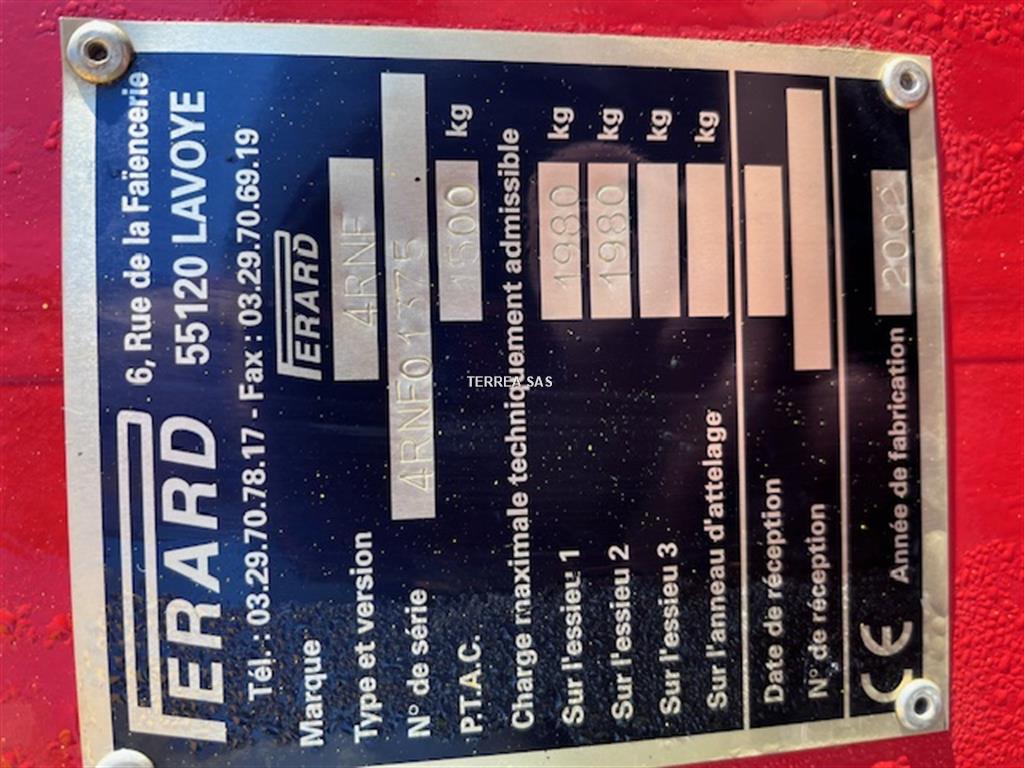 FERARD 6, Rue de la Faïencerie
55120 LAVOYE
Tél.: 03.29.70.78.17 - Fax : 03.29.70.69.19
Marque FERARD
Type et version 4RNF
N° de série 4RNF01375
P.T.A.C. 1500 kg
Charge maximale techniquement admissible
Sur l'essieu 1 1980 kg
Sur l'essieu 2 1980 kg
Sur l'essieu 3 kg
Sur l'anneau d'attelage kg
Date de réception
N° de réception
CE Année de fabrication 2002
TERREA SAS